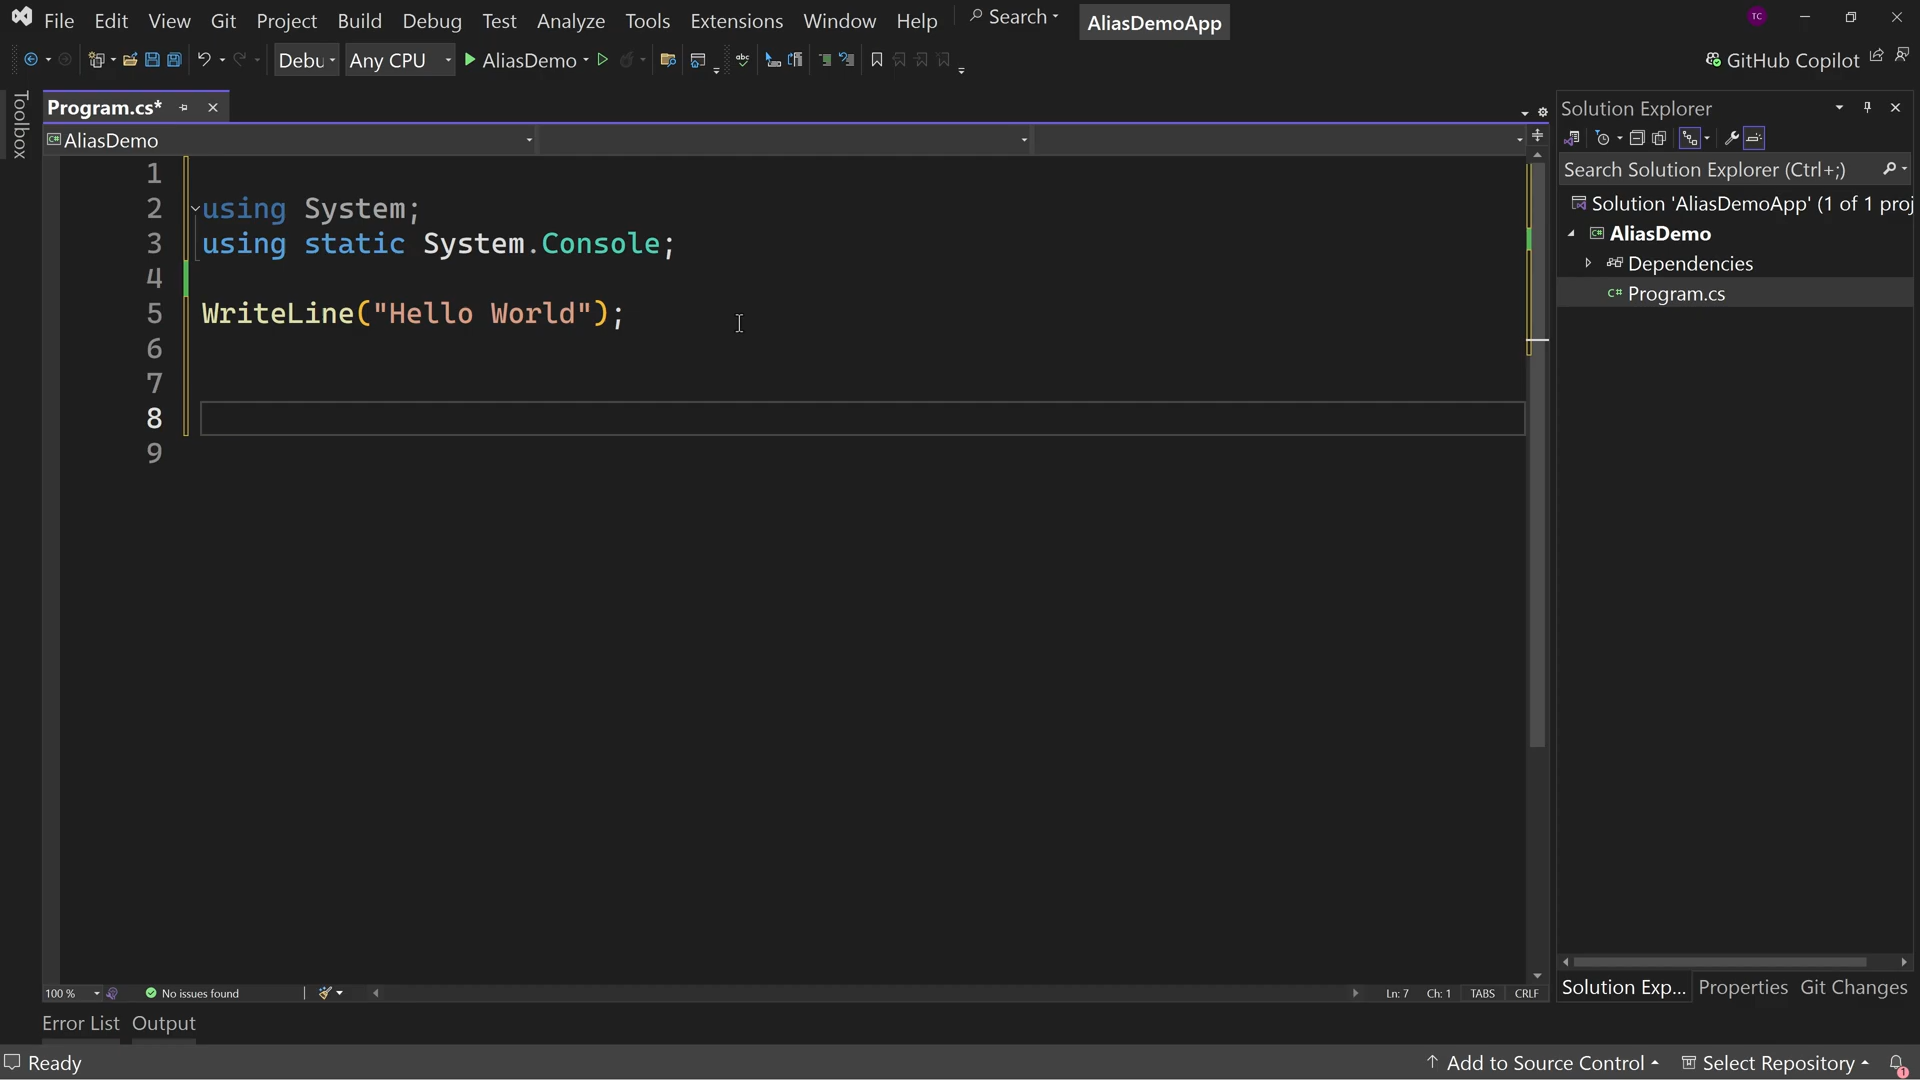 File Edit View Git Project Build Debug Test Analyze Tools Extensions Window Help Search AliasDemoApp TC
Debu Any CPU AliasDemo GitHub Copilot
Toolbox
Program.cs*
AliasDemo
1
2 using System;
3 using static System.Console;
4
5 WriteLine("Hello World");
6
7
8
9
100 % No issues found Ln: 7 Ch: 1 TABS CRLF
Solution Explorer
Search Solution Explorer (Ctrl+;)
Solution 'AliasDemoApp' (1 of 1 proj
C# AliasDemo
Dependencies
C# Program.cs
Solution Exp... Properties Git Changes
Error List Output
Ready Add to Source Control Select Repository 1